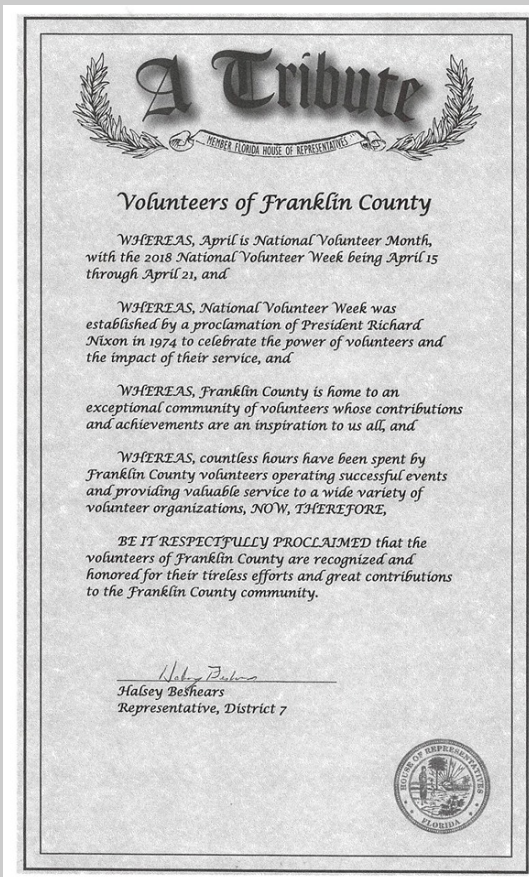 A Tribute
MEMBER FLORIDA HOUSE OF REPRESENTATIVES
Volunteers of Franklin County
WHEREAS, April is National Volunteer Month,
with the 2018 National Volunteer Week being April 15
through April 21, and
WHEREAS, National Volunteer Week was
established by a proclamation of President Richard
Nixon in 1974 to celebrate the power of volunteers and
the impact of their service, and
WHEREAS, Franklin County is home to an
exceptional community of volunteers whose contributions
and achievements are an inspiration to us all, and
WHEREAS, countless hours have been spent by
Franklin County volunteers operating successful events
and providing valuable service to a wide variety of
volunteer organizations, NOW, THEREFORE,
BE IT RESPECTFULLY PROCLAIMED that the
volunteers of Franklin County are recognized and
honored for their tireless efforts and great contributions
to the Franklin County community.
Halsey Beshears
Halsey Beshears
Representative, District 7
HOUSE OF REPRESENTATIVES
FLORIDA